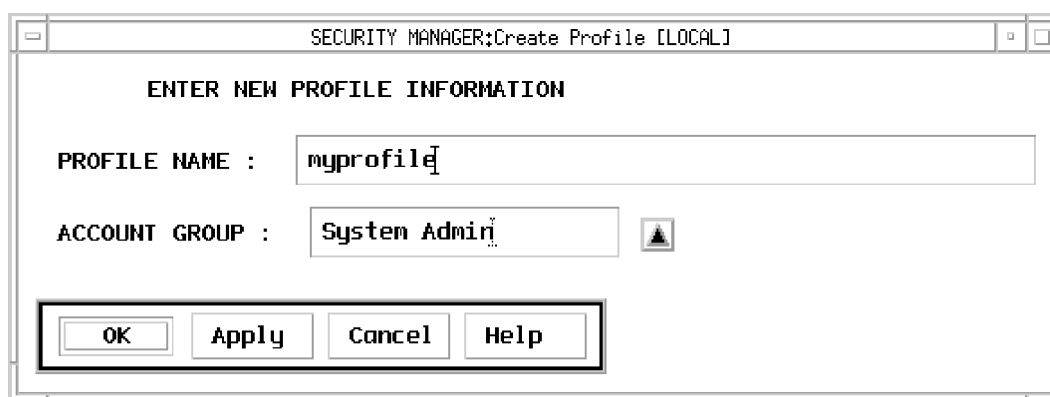 SECURITY MANAGER:Create Profile [LOCAL]
ENTER NEW PROFILE INFORMATION
PROFILE NAME : myprofile
ACCOUNT GROUP : System Admin
OK Apply Cancel Help